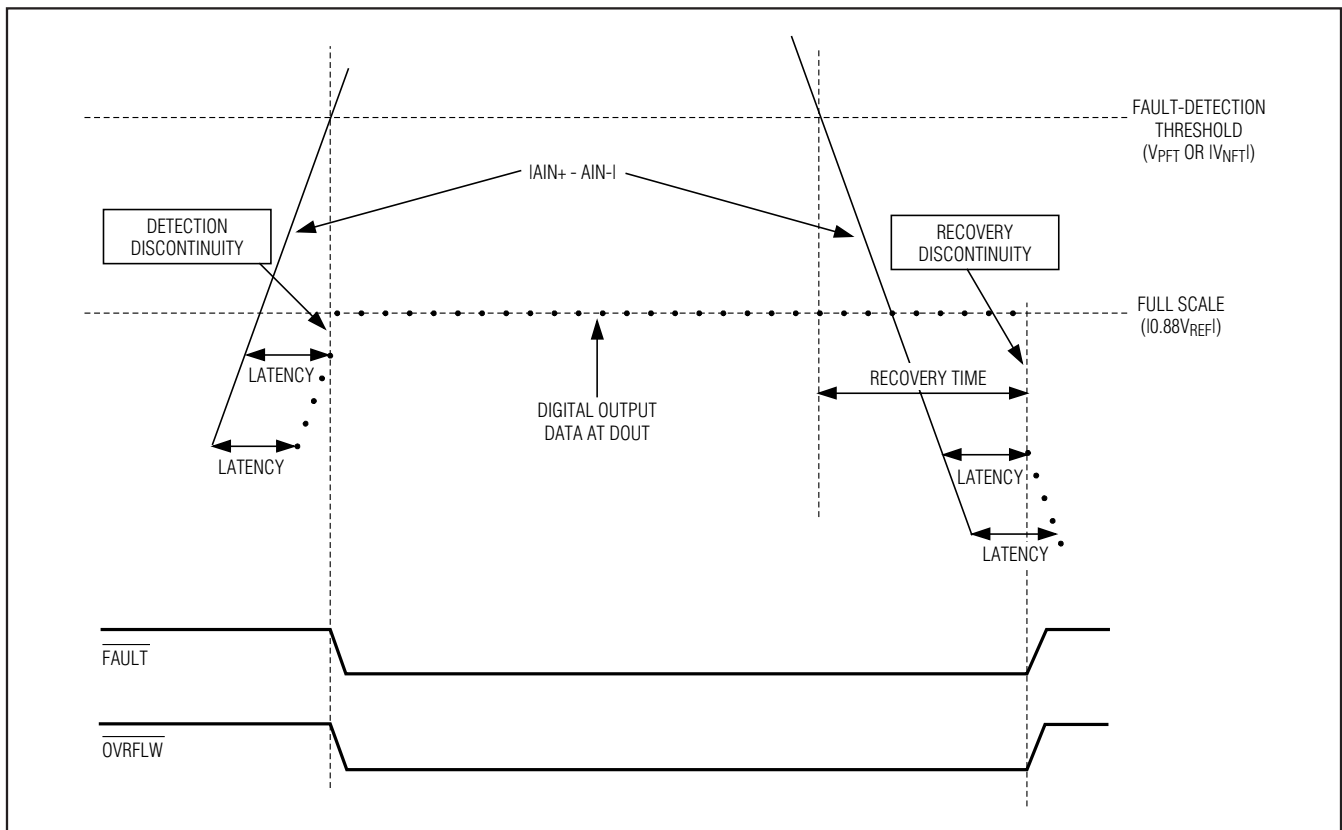 FAULT-DETECTION
THRESHOLD
(VPFT OR |VNFT|)
|AIN+ - AIN-|
DETECTION
DISCONTINUITY
RECOVERY
DISCONTINUITY
FULL SCALE
(|0.88VREF|)
LATENCY
RECOVERY TIME
DIGITAL OUTPUT
DATA AT DOUT
LATENCY
LATENCY
LATENCY
FAULT
OVRFLW